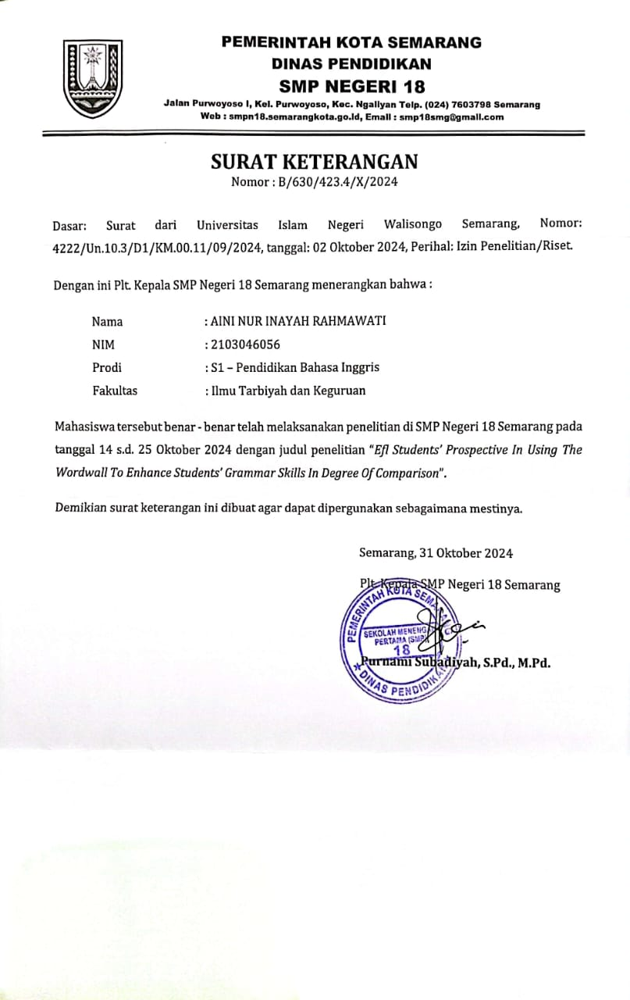 PEMERINTAH KOTA SEMARANG
DINAS PENDIDIKAN
SMP NEGERI 18
Jalan Purwoyoso I, Kel. Purwoyoso, Kec. Ngaliyan Telp. (024) 7603798 Semarang
Web : smpn18.semarangkota.go.id, Email : smp18smg@gmail.com
SURAT KETERANGAN
Nomor : B/630/423.4/X/2024
Dasar: Surat dari Universitas Islam Negeri Walisongo Semarang, Nomor:
4222/Un.10.3/D1/KM.00.11/09/2024, tanggal: 02 Oktober 2024, Perihal: Izin Penelitian/Riset.
Dengan ini Plt. Kepala SMP Negeri 18 Semarang menerangkan bahwa :
Nama : AINI NUR INAYAH RAHMAWATI
NIM : 2103046056
Prodi : S1 – Pendidikan Bahasa Inggris
Fakultas : Ilmu Tarbiyah dan Keguruan
Mahasiswa tersebut benar - benar telah melaksanakan penelitian di SMP Negeri 18 Semarang pada
tanggal 14 s.d. 25 Oktober 2024 dengan judul penelitian “Efl Students’ Prospective In Using The
Wordwall To Enhance Students’ Grammar Skills In Degree Of Comparison”.
Demikian surat keterangan ini dibuat agar dapat dipergunakan sebagaimana mestinya.
Semarang, 31 Oktober 2024
Plt. Kepala SMP Negeri 18 Semarang
PEMERINTAH KOTA SEMA
SEKOLAH MENENG
PERTAMA (SMP)
18
DINAS PENDIDIKAN
Purnami Subadiyah, S.Pd., M.Pd.